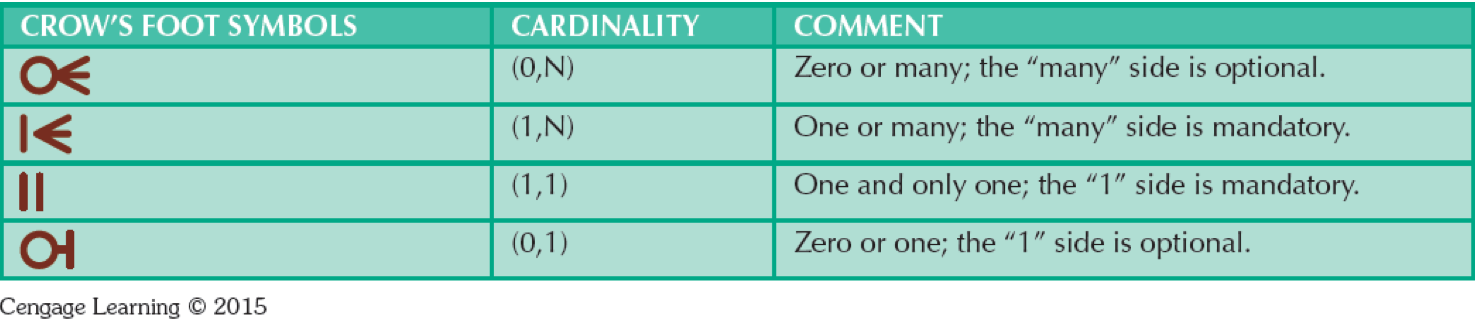 CROW’S FOOT SYMBOLS CARDINALITY COMMENT
(0,N) Zero or many; the “many” side is optional.
(1,N) One or many; the “many” side is mandatory.
(1,1) One and only one; the “1” side is mandatory.
(0,1) Zero or one; the “1” side is optional.
Cengage Learning © 2015